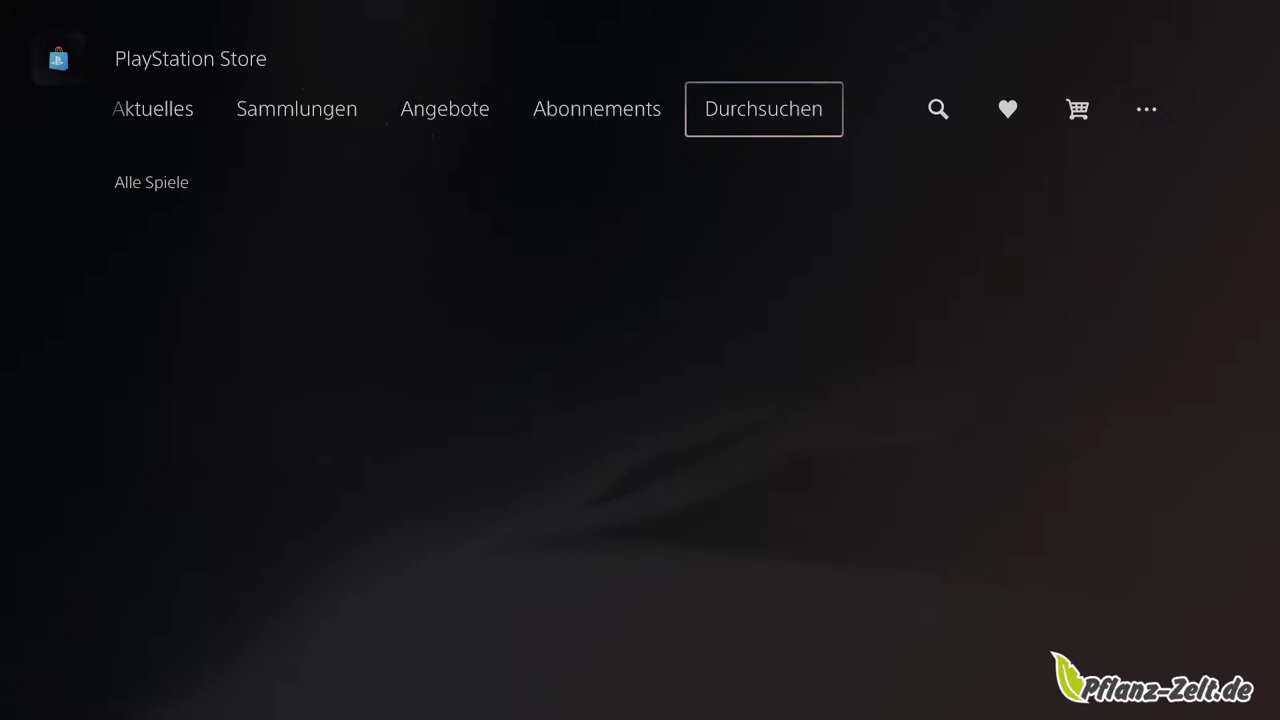 PlayStation Store
Aktuelles Sammlungen Angebote Abonnements Durchsuchen
Alle Spiele
Pflanz-Zelt.de